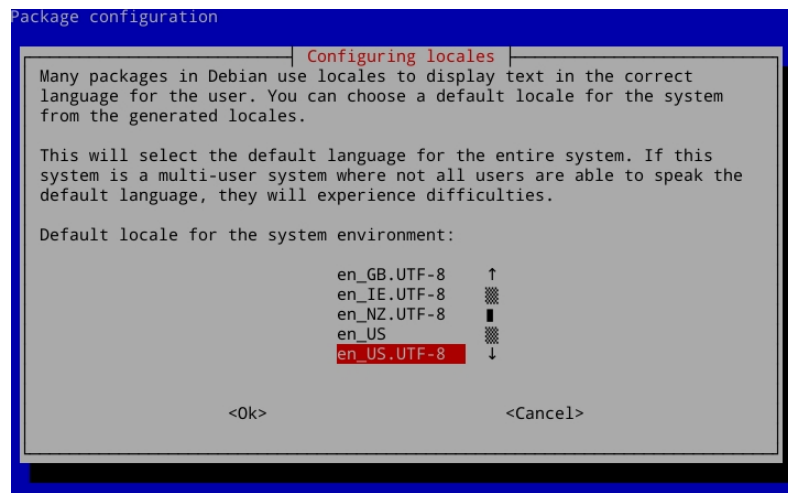 Package configuration
Configuring locales
Many packages in Debian use locales to display text in the correct
language for the user. You can choose a default locale for the system
from the generated locales.
This will select the default language for the entire system. If this
system is a multi-user system where not all users are able to speak the
default language, they will experience difficulties.
Default locale for the system environment:
en_GB.UTF-8 ↑
en_IE.UTF-8
en_NZ.UTF-8
en_US
en_US.UTF-8 ↓
<Ok> <Cancel>